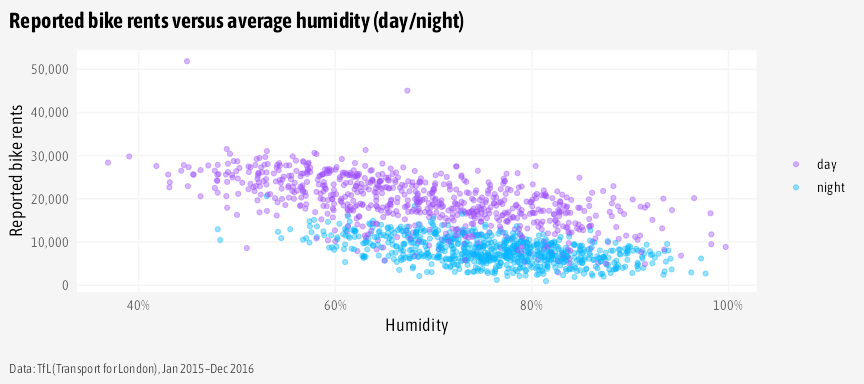 Reported bike rents versus average humidity (day/night)
50,000
40,000
30,000
20,000
10,000
0
Reported bike rents
40%
60%
80%
100%
Humidity
day
night
Data: TfL (Transport for London), Jan 2015–Dec 2016